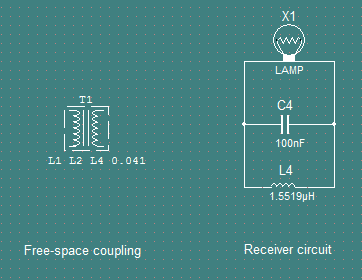 X1
LAMP
T1
C4
100nF
L1 L2 L4 0.041
L4
1.5519µH
Free-space coupling
Receiver circuit